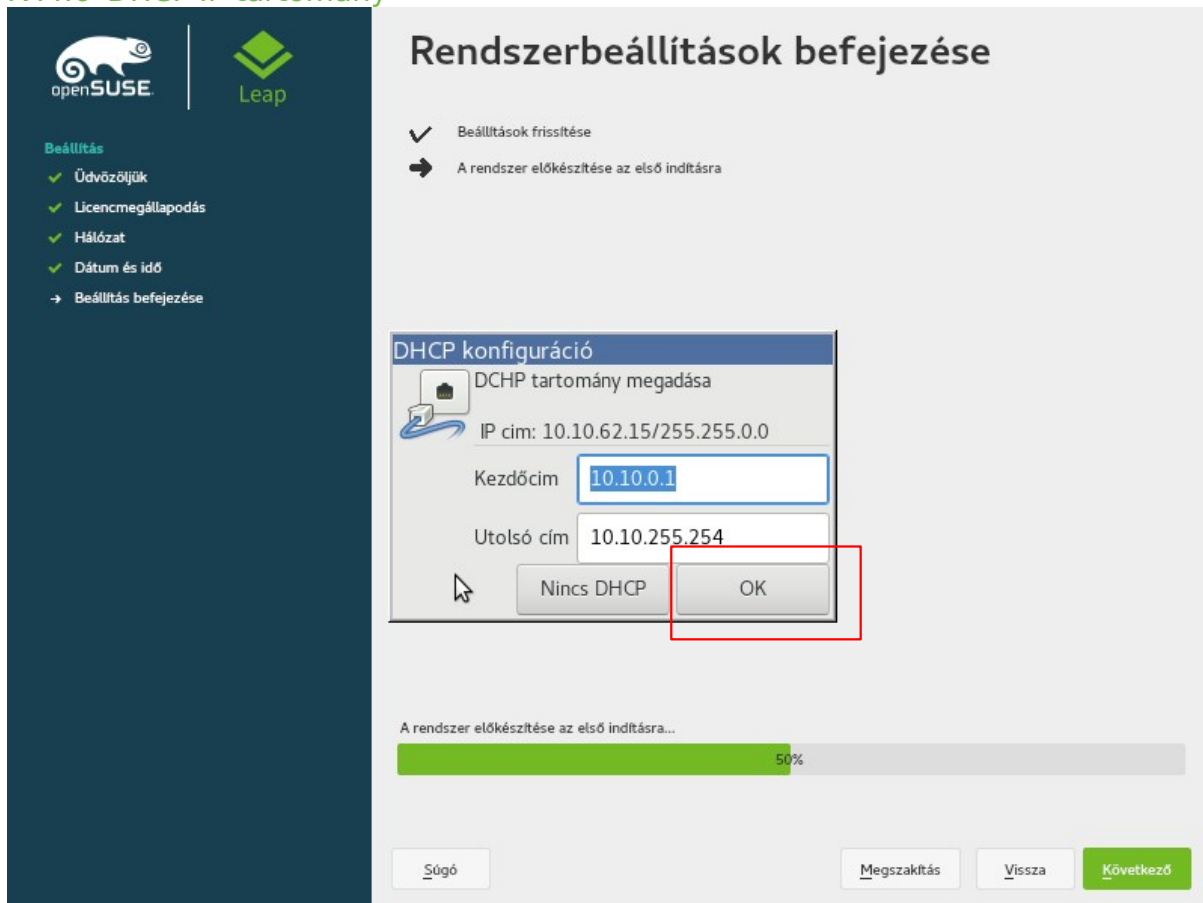 openSUSE.
Leap
Beállítás
Üdvözöljük
Licencmegállapodás
Hálózat
Dátum és idő
Beállítás befejezése
Rendszerbeállítások befejezése
Beállítások frissítése
A rendszer előkészítése az első indításra
DHCP konfiguráció
DCHP tartomány megadása
IP cim: 10.10.62.15/255.255.0.0
Kezdőcim 10.10.0.1
Utolsó cím 10.10.255.254
Nincs DHCP OK
A rendszer előkészítése az első indításra...
50%
Súgó Megszakítás Vissza Következő